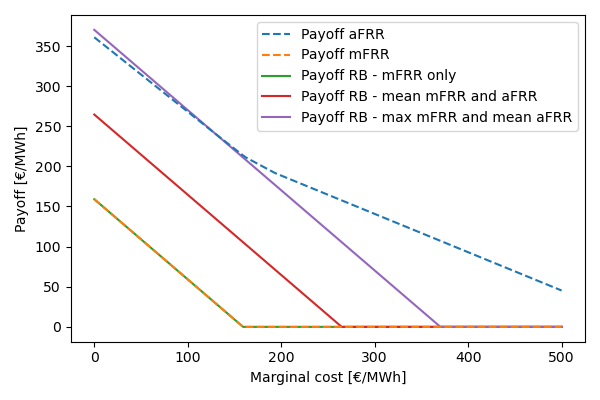 Payoff aFRR
Payoff mFRR
Payoff RB - mFRR only
Payoff RB - mean mFRR and aFRR
Payoff RB - max mFRR and mean aFRR
350
300
250
200
150
100
50
0
Payoff [€/MWh]
0 100 200 300 400 500
Marginal cost [€/MWh]